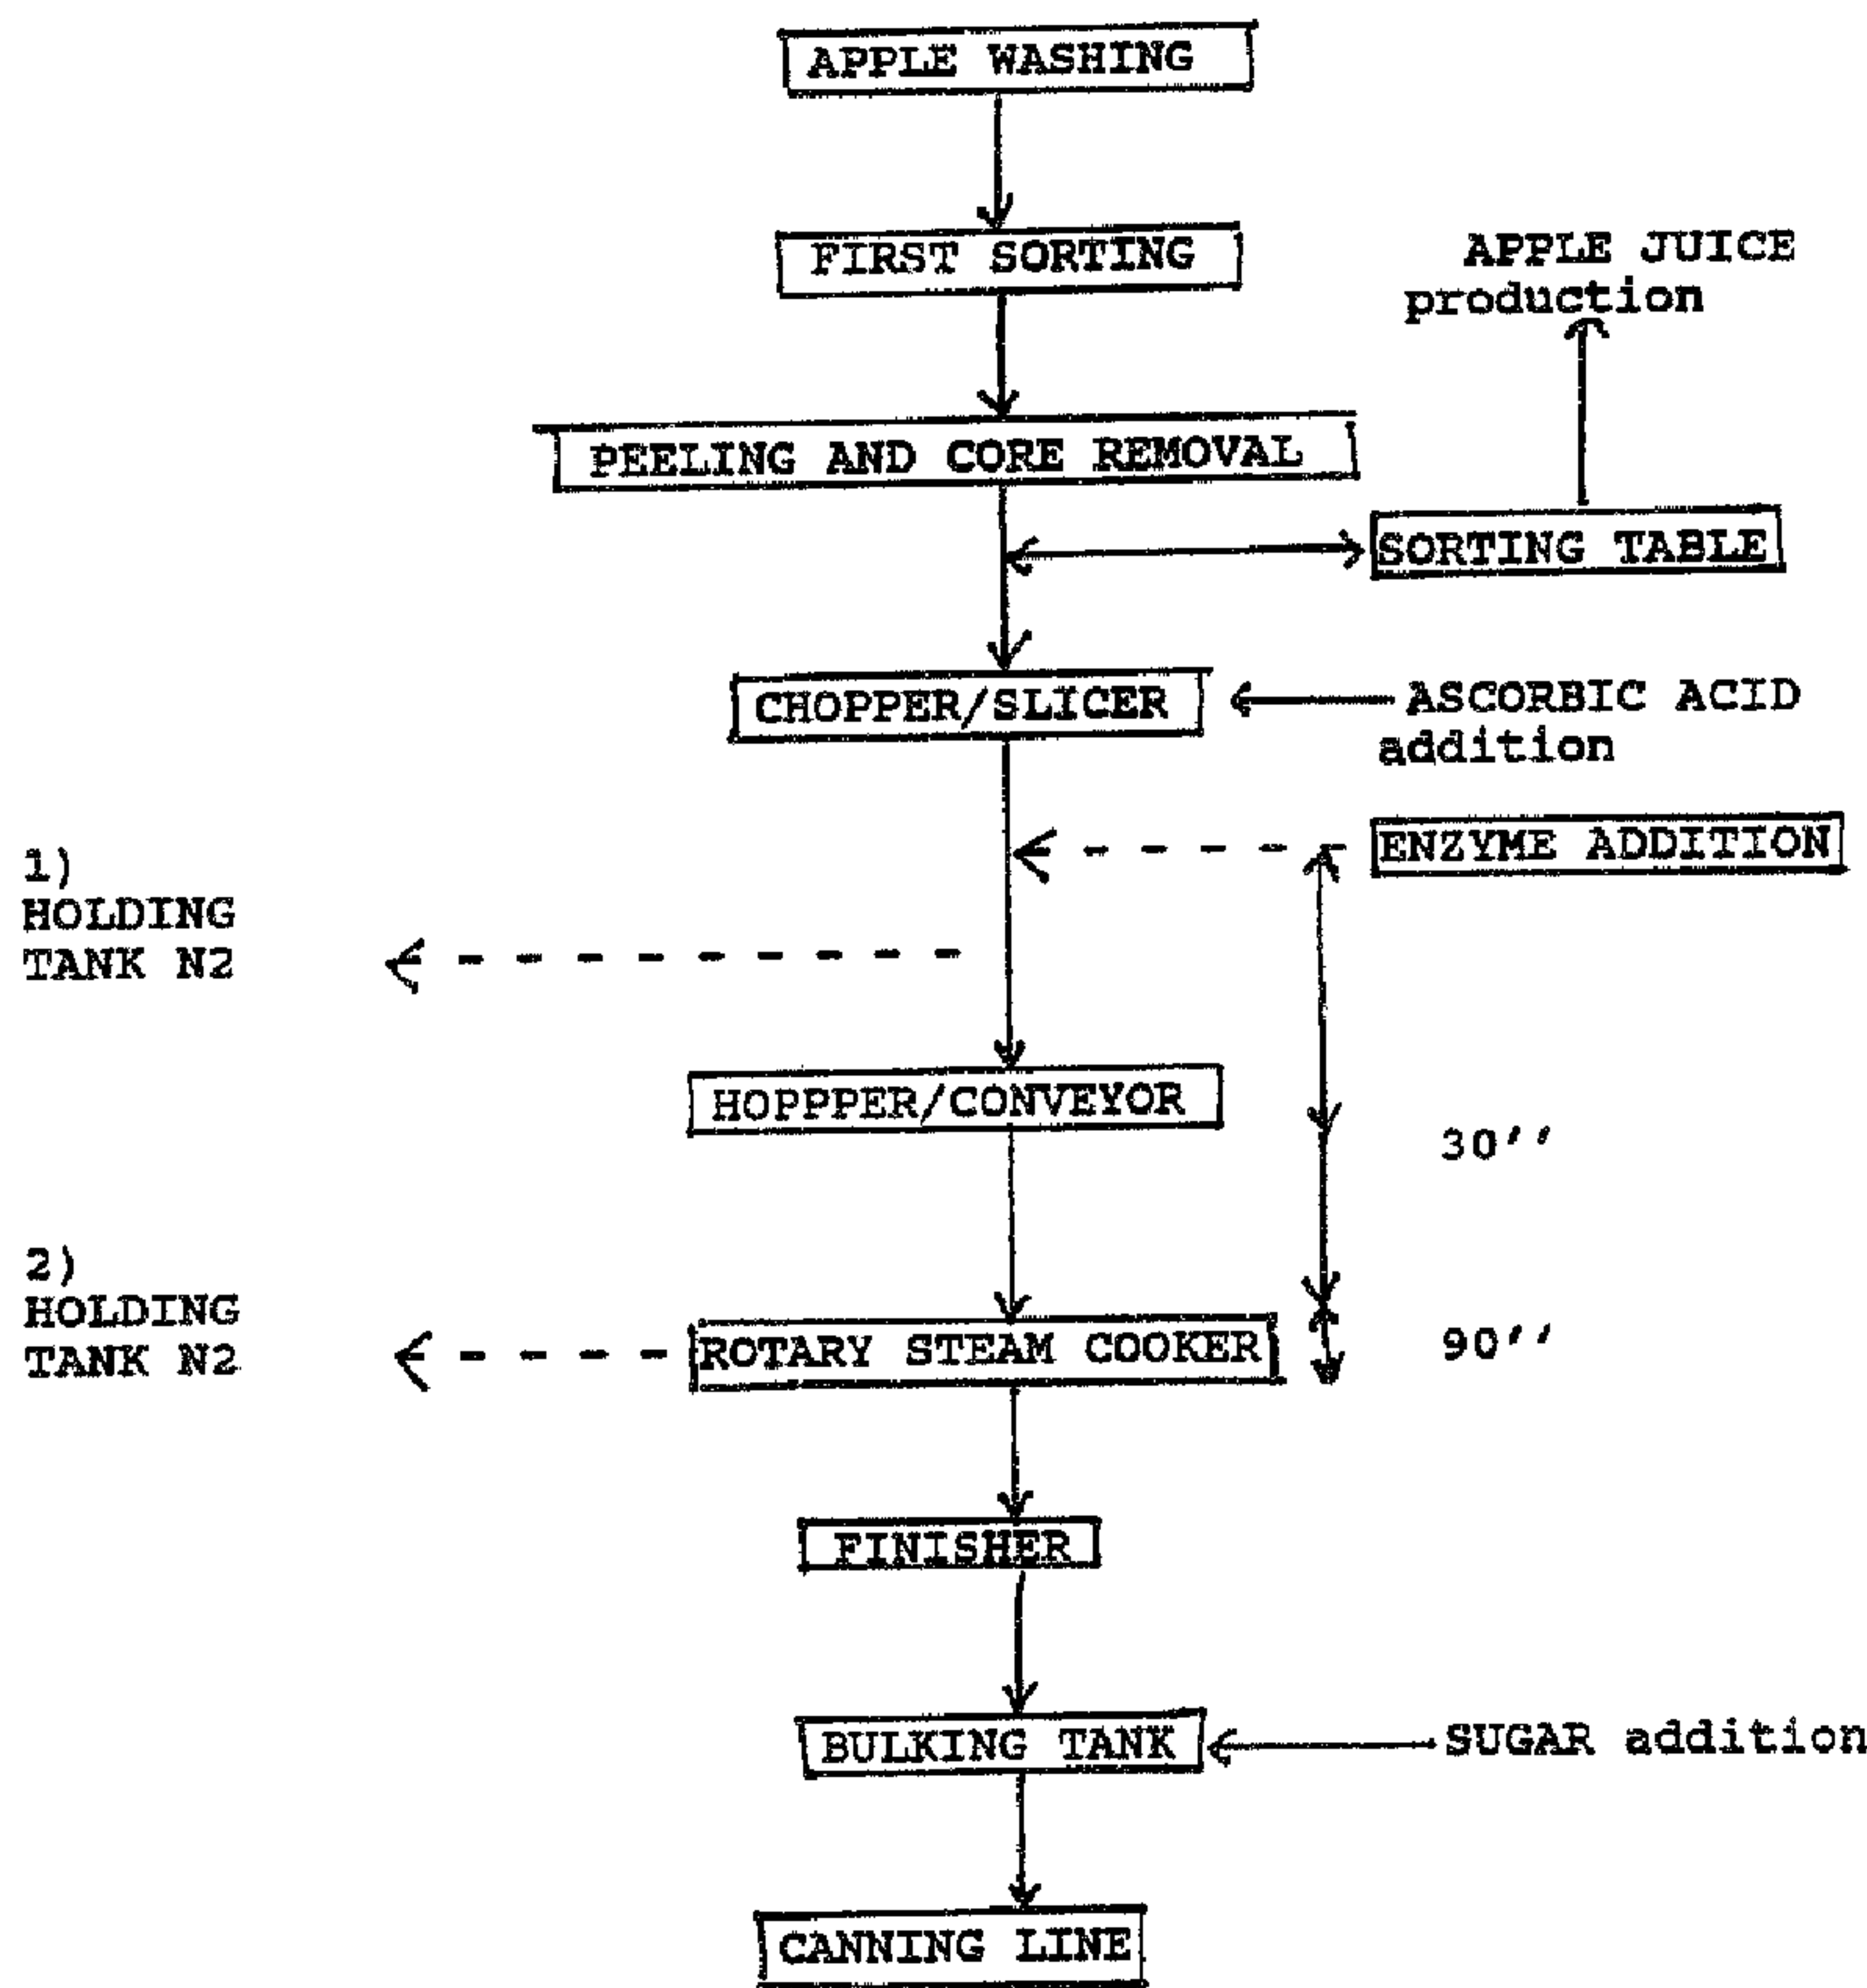 APPLE WASHING
FIRST SORTING
APPLE JUICE
production
PEELING AND CORE REMOVAL
SORTING TABLE
CHOPPER/SLICER
ASCORBIC ACID
addition
ENZYME ADDITION
1)
HOLDING
TANK N2
HOPPPER/CONVEYOR
30''
2)
HOLDING
TANK N2
ROTARY STEAM COOKER
90''
FINISHER
BULKING TANK
SUGAR addition
CANNING LINE